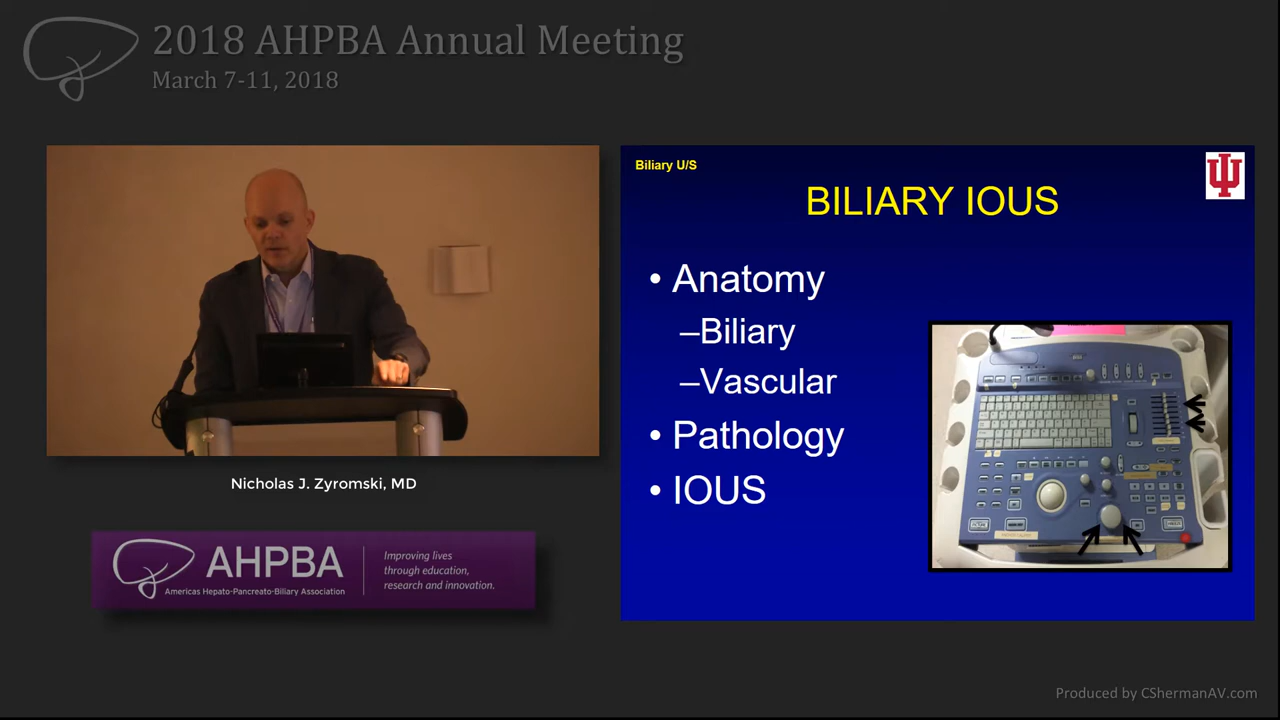 2018 AHPBA Annual Meeting
March 7-11, 2018
Biliary U/S
BILIARY IOUS
• Anatomy
–Biliary
–Vascular
• Pathology
• IOUS
Nicholas J. Zyromski, MD
AHPBA
Americas Hepato-Pancreato-Biliary Association
Improving lives
through education,
research and innovation.
Produced by CShermanAV.com